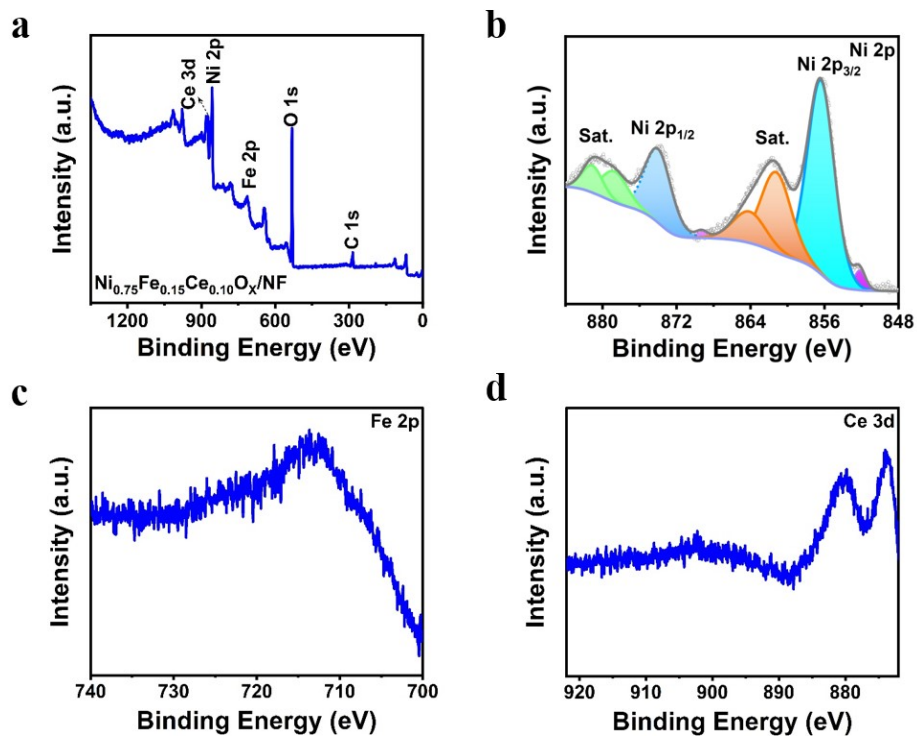 a
Intensity (a.u.)
Ce 3d
Ni 2p
Fe 2p
O 1s
C 1s
Ni₀.₇₅Fe₀.₁₅Ce₀.₁₀Oₓ/NF
1200 900 600 300 0
Binding Energy (eV)
b
Intensity (a.u.)
Ni 2p
Ni 2p₃/₂
Sat.
Ni 2p₁/₂
Sat.
880 872 864 856 848
Binding Energy (eV)
c
Intensity (a.u.)
Fe 2p
740 730 720 710 700
Binding Energy (eV)
d
Intensity (a.u.)
Ce 3d
920 910 900 890 880
Binding Energy (eV)